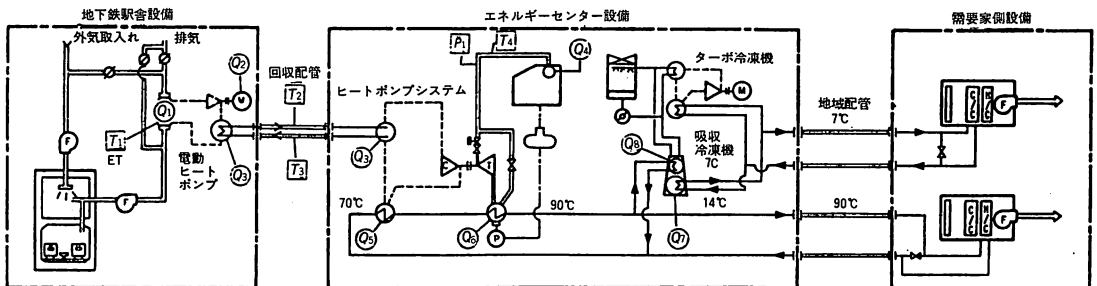 地下鉄駅舎設備
外気取入れ
排気
Q2
M
Q1
T1
ET
F
電動
ヒート
ポンプ
Q3
F
回収配管
T2
T3
エネルギーセンター設備
P1
T4
Q4
ヒートポンプシステム
Q3
C
T
70℃
Q5
Q6
P
90℃
ターボ冷凍機
M
吸収
冷凍機
7C
Q8
14℃
Q7
地域配管
7℃
90℃
需要家側設備
C/C
H/C
F
C/C
H/C
F